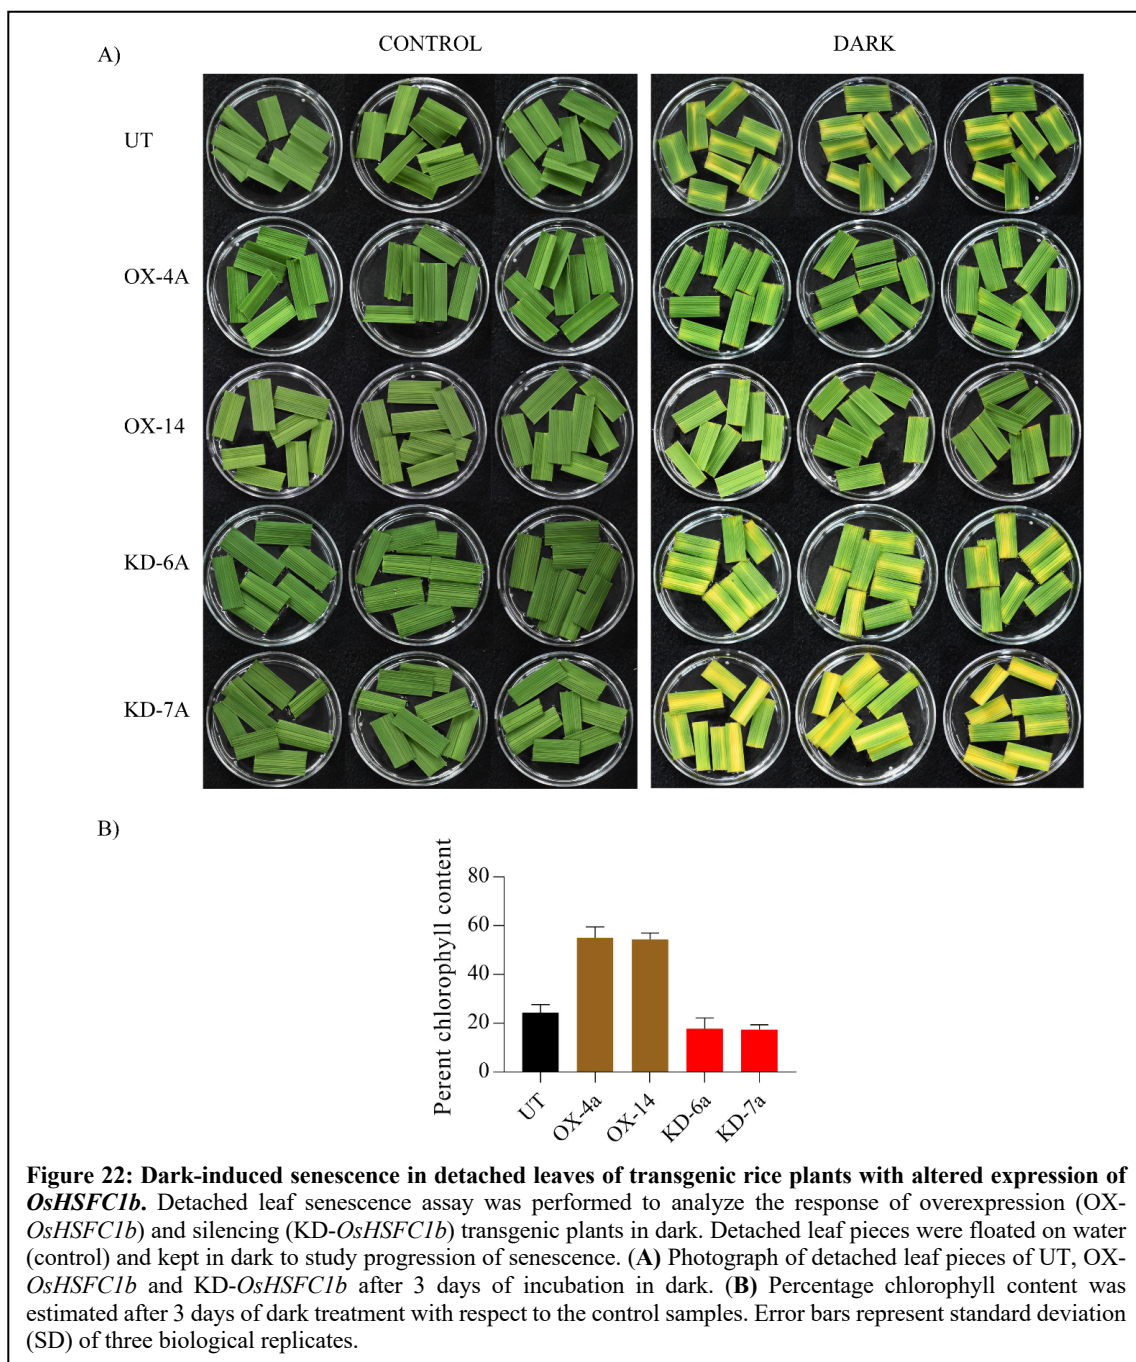 A)
CONTROL
DARK
UT
OX-4A
OX-14
KD-6A
KD-7A
B)
Perent chlorophyll content
80
60
40
20
0
UT
OX-4a
OX-14
KD-6a
KD-7a
Figure 22: Dark-induced senescence in detached leaves of transgenic rice plants with altered expression of
OsHSFC1b. Detached leaf senescence assay was performed to analyze the response of overexpression (OX-
OsHSFC1b) and silencing (KD-OsHSFC1b) transgenic plants in dark. Detached leaf pieces were floated on water
(control) and kept in dark to study progression of senescence. (A) Photograph of detached leaf pieces of UT, OX-
OsHSFC1b and KD-OsHSFC1b after 3 days of incubation in dark. (B) Percentage chlorophyll content was
estimated after 3 days of dark treatment with respect to the control samples. Error bars represent standard deviation
(SD) of three biological replicates.